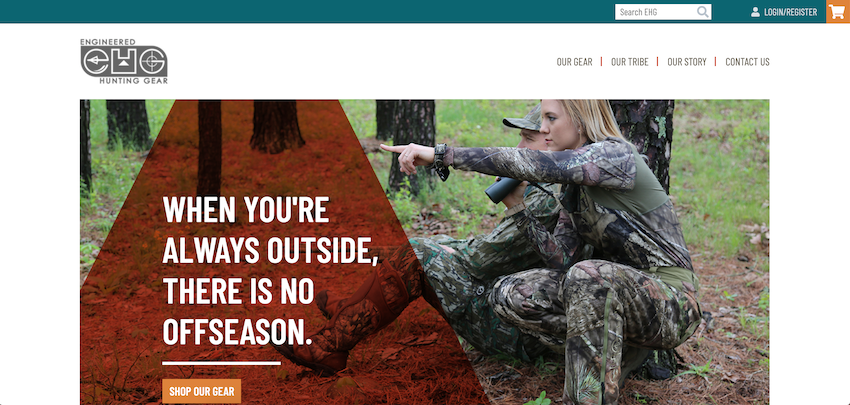 Search EHG
LOGIN/REGISTER
ENGINEERED
EHG
HUNTING GEAR
OUR GEAR | OUR TRIBE | OUR STORY | CONTACT US
WHEN YOU'RE
ALWAYS OUTSIDE,
THERE IS NO
OFFSEASON.
SHOP OUR GEAR